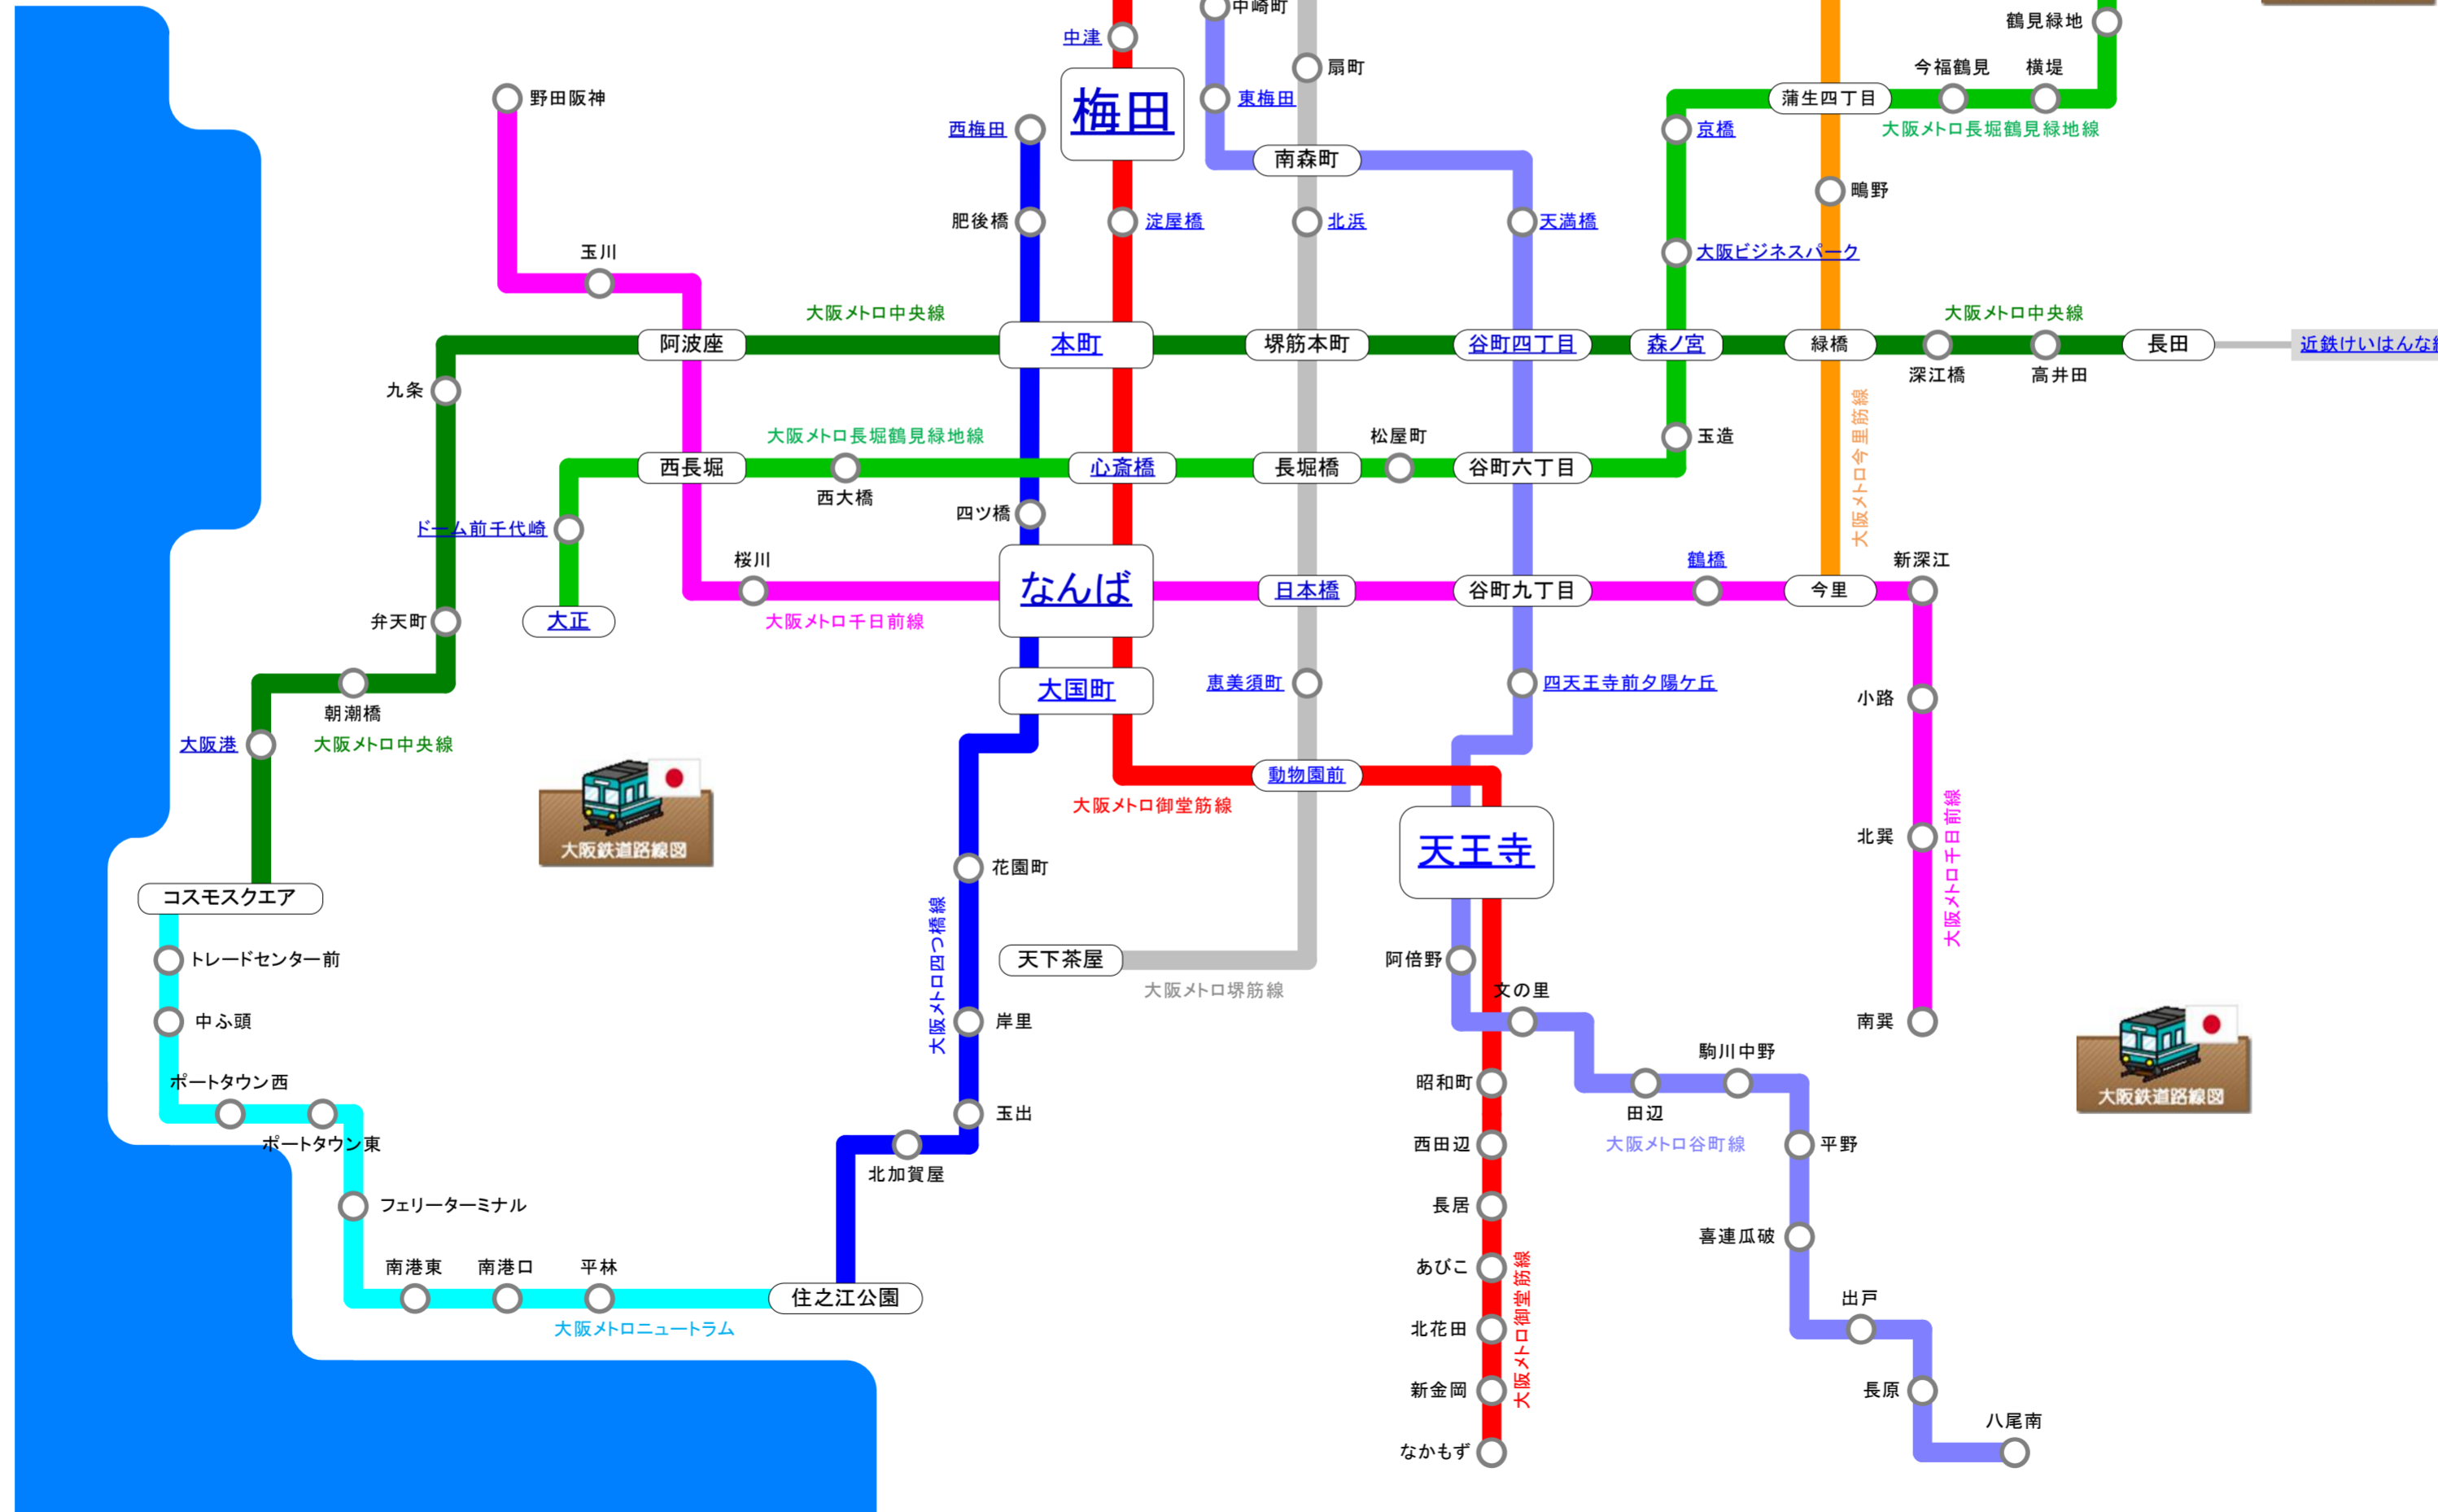 中崎町
鶴見緑地
中津
扇町
今福鶴見
横堤
野田阪神
梅田
東梅田
蒲生四丁目
西梅田
京橋
大阪メトロ長堀鶴見緑地線
南森町
鴫野
肥後橋
淀屋橋
北浜
天満橋
玉川
大阪ビジネスパーク
大阪メトロ中央線
大阪メトロ中央線
阿波座
本町
堺筋本町
谷町四丁目
森ノ宮
緑橋
長田
近鉄けいはんな
九条
深江橋
高井田
大阪メトロ今里筋線
大阪メトロ長堀鶴見緑地線
松屋町
玉造
西長堀
心斎橋
長堀橋
谷町六丁目
西大橋
四ツ橋
ドーム前千代崎
桜川
鶴橋
新深江
なんば
日本橋
谷町九丁目
今里
弁天町
大正
大阪メトロ千日前線
大国町
恵美須町
四天王寺前夕陽ケ丘
小路
朝潮橋
大阪港
大阪メトロ中央線
動物園前
大阪メトロ御堂筋線
大阪鉄道路線図
天王寺
北巽
大阪メトロ千日前線
花園町
コスモスクエア
大阪メトロ四つ橋線
トレードセンター前
天下茶屋
阿倍野
大阪メトロ堺筋線
文の里
中ふ頭
岸里
南巽
駒川中野
ポートタウン西
昭和町
大阪鉄道路線図
玉出
田辺
ポートタウン東
西田辺
大阪メトロ谷町線
平野
北加賀屋
フェリーターミナル
長居
喜連瓜破
南港東
南港口
平林
あびこ
大阪メトロ御堂筋線
住之江公園
出戸
大阪メトロニュートラム
北花田
新金岡
長原
八尾南
なかもず